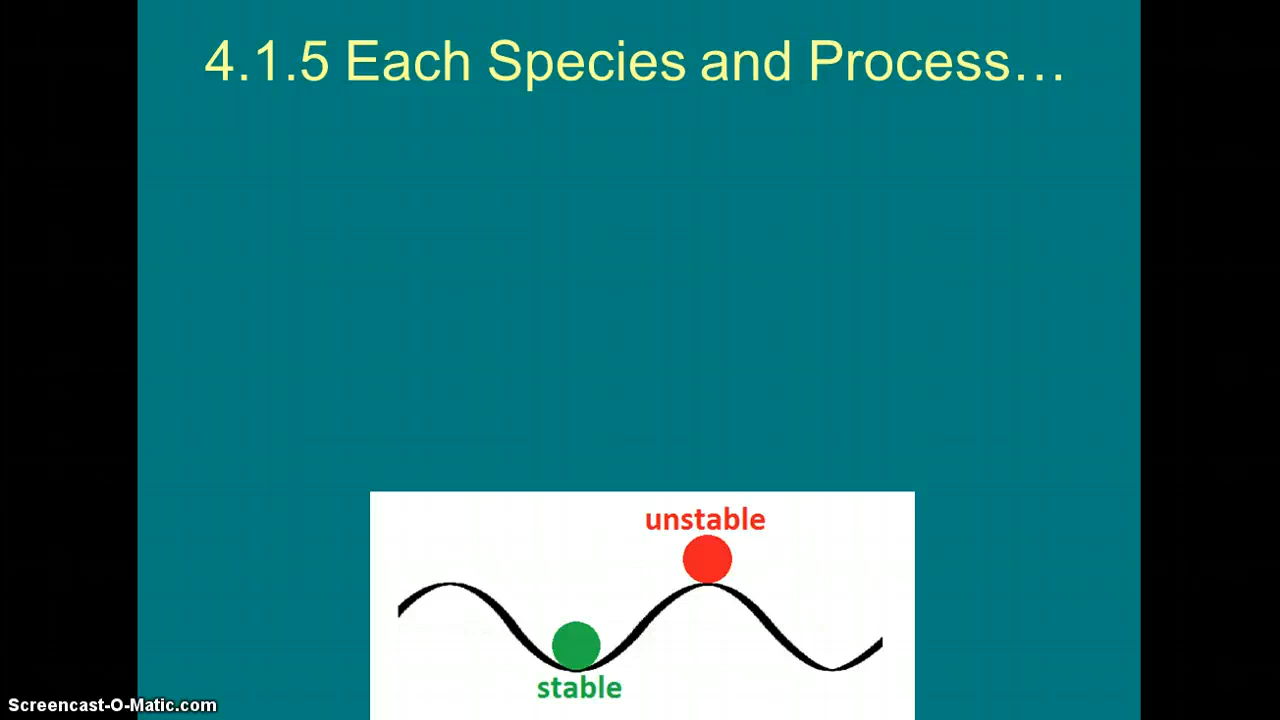 4.1.5 Each Species and Process…
unstable
stable
Screencast-O-Matic.com